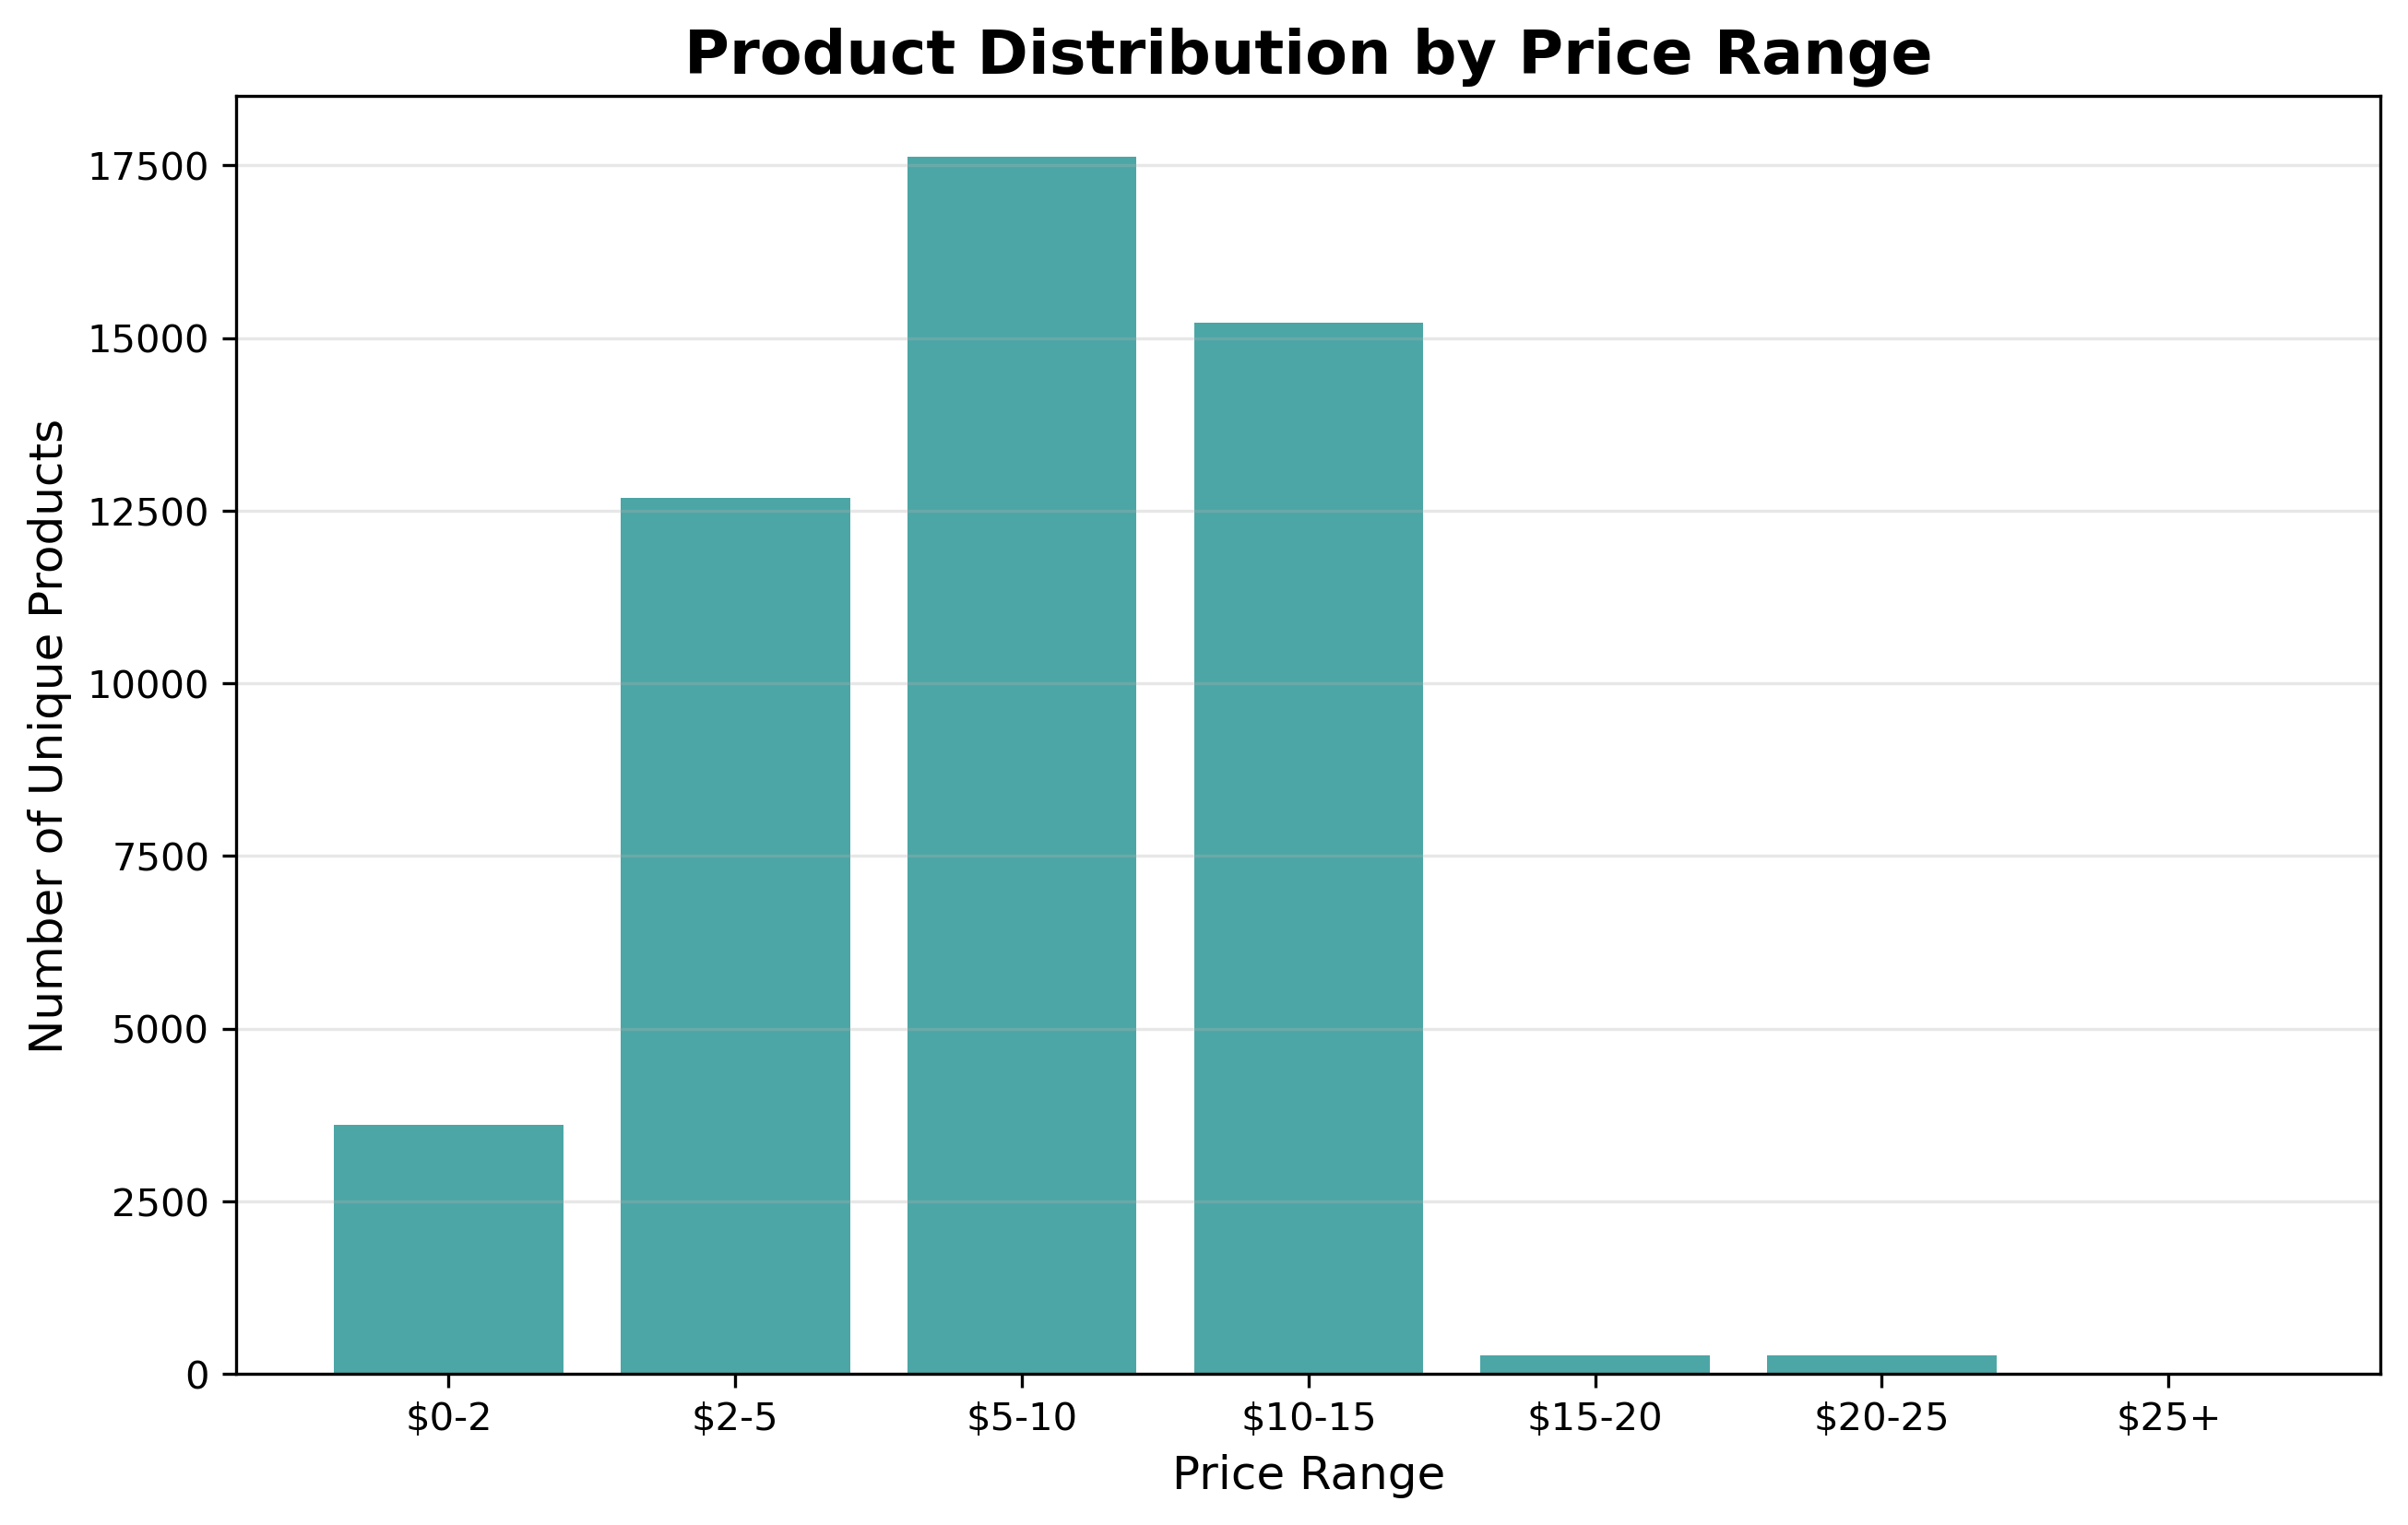 Product Distribution by Price Range
Number of Unique Products
17500
15000
12500
10000
7500
5000
2500
0
$0-2 $2-5 $5-10 $10-15 $15-20 $20-25 $25+
Price Range